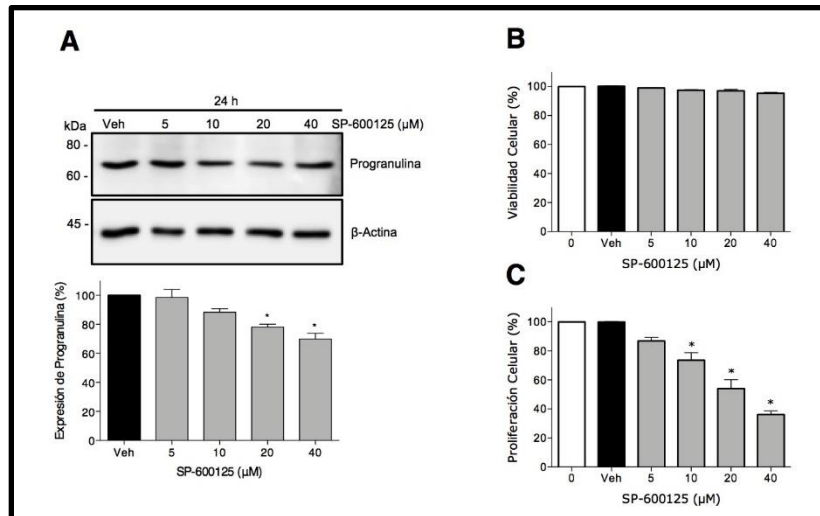 A
24 h
kDa Veh 5 10 20 40 SP-600125 (µM)
80 -
Progranulina
60 -
45 -
β-Actina
Expresión de Progranulina (%)
100
80
60
40
20
0
* *
Veh 5 10 20 40
SP-600125 (µM)
B
Viabilidad Celular (%)
100
80
60
40
20
0
0 Veh 5 10 20 40
SP-600125 (µM)
C
Proliferación Celular (%)
100
80
60
40
20
0
* * *
0 Veh 5 10 20 40
SP-600125 (µM)